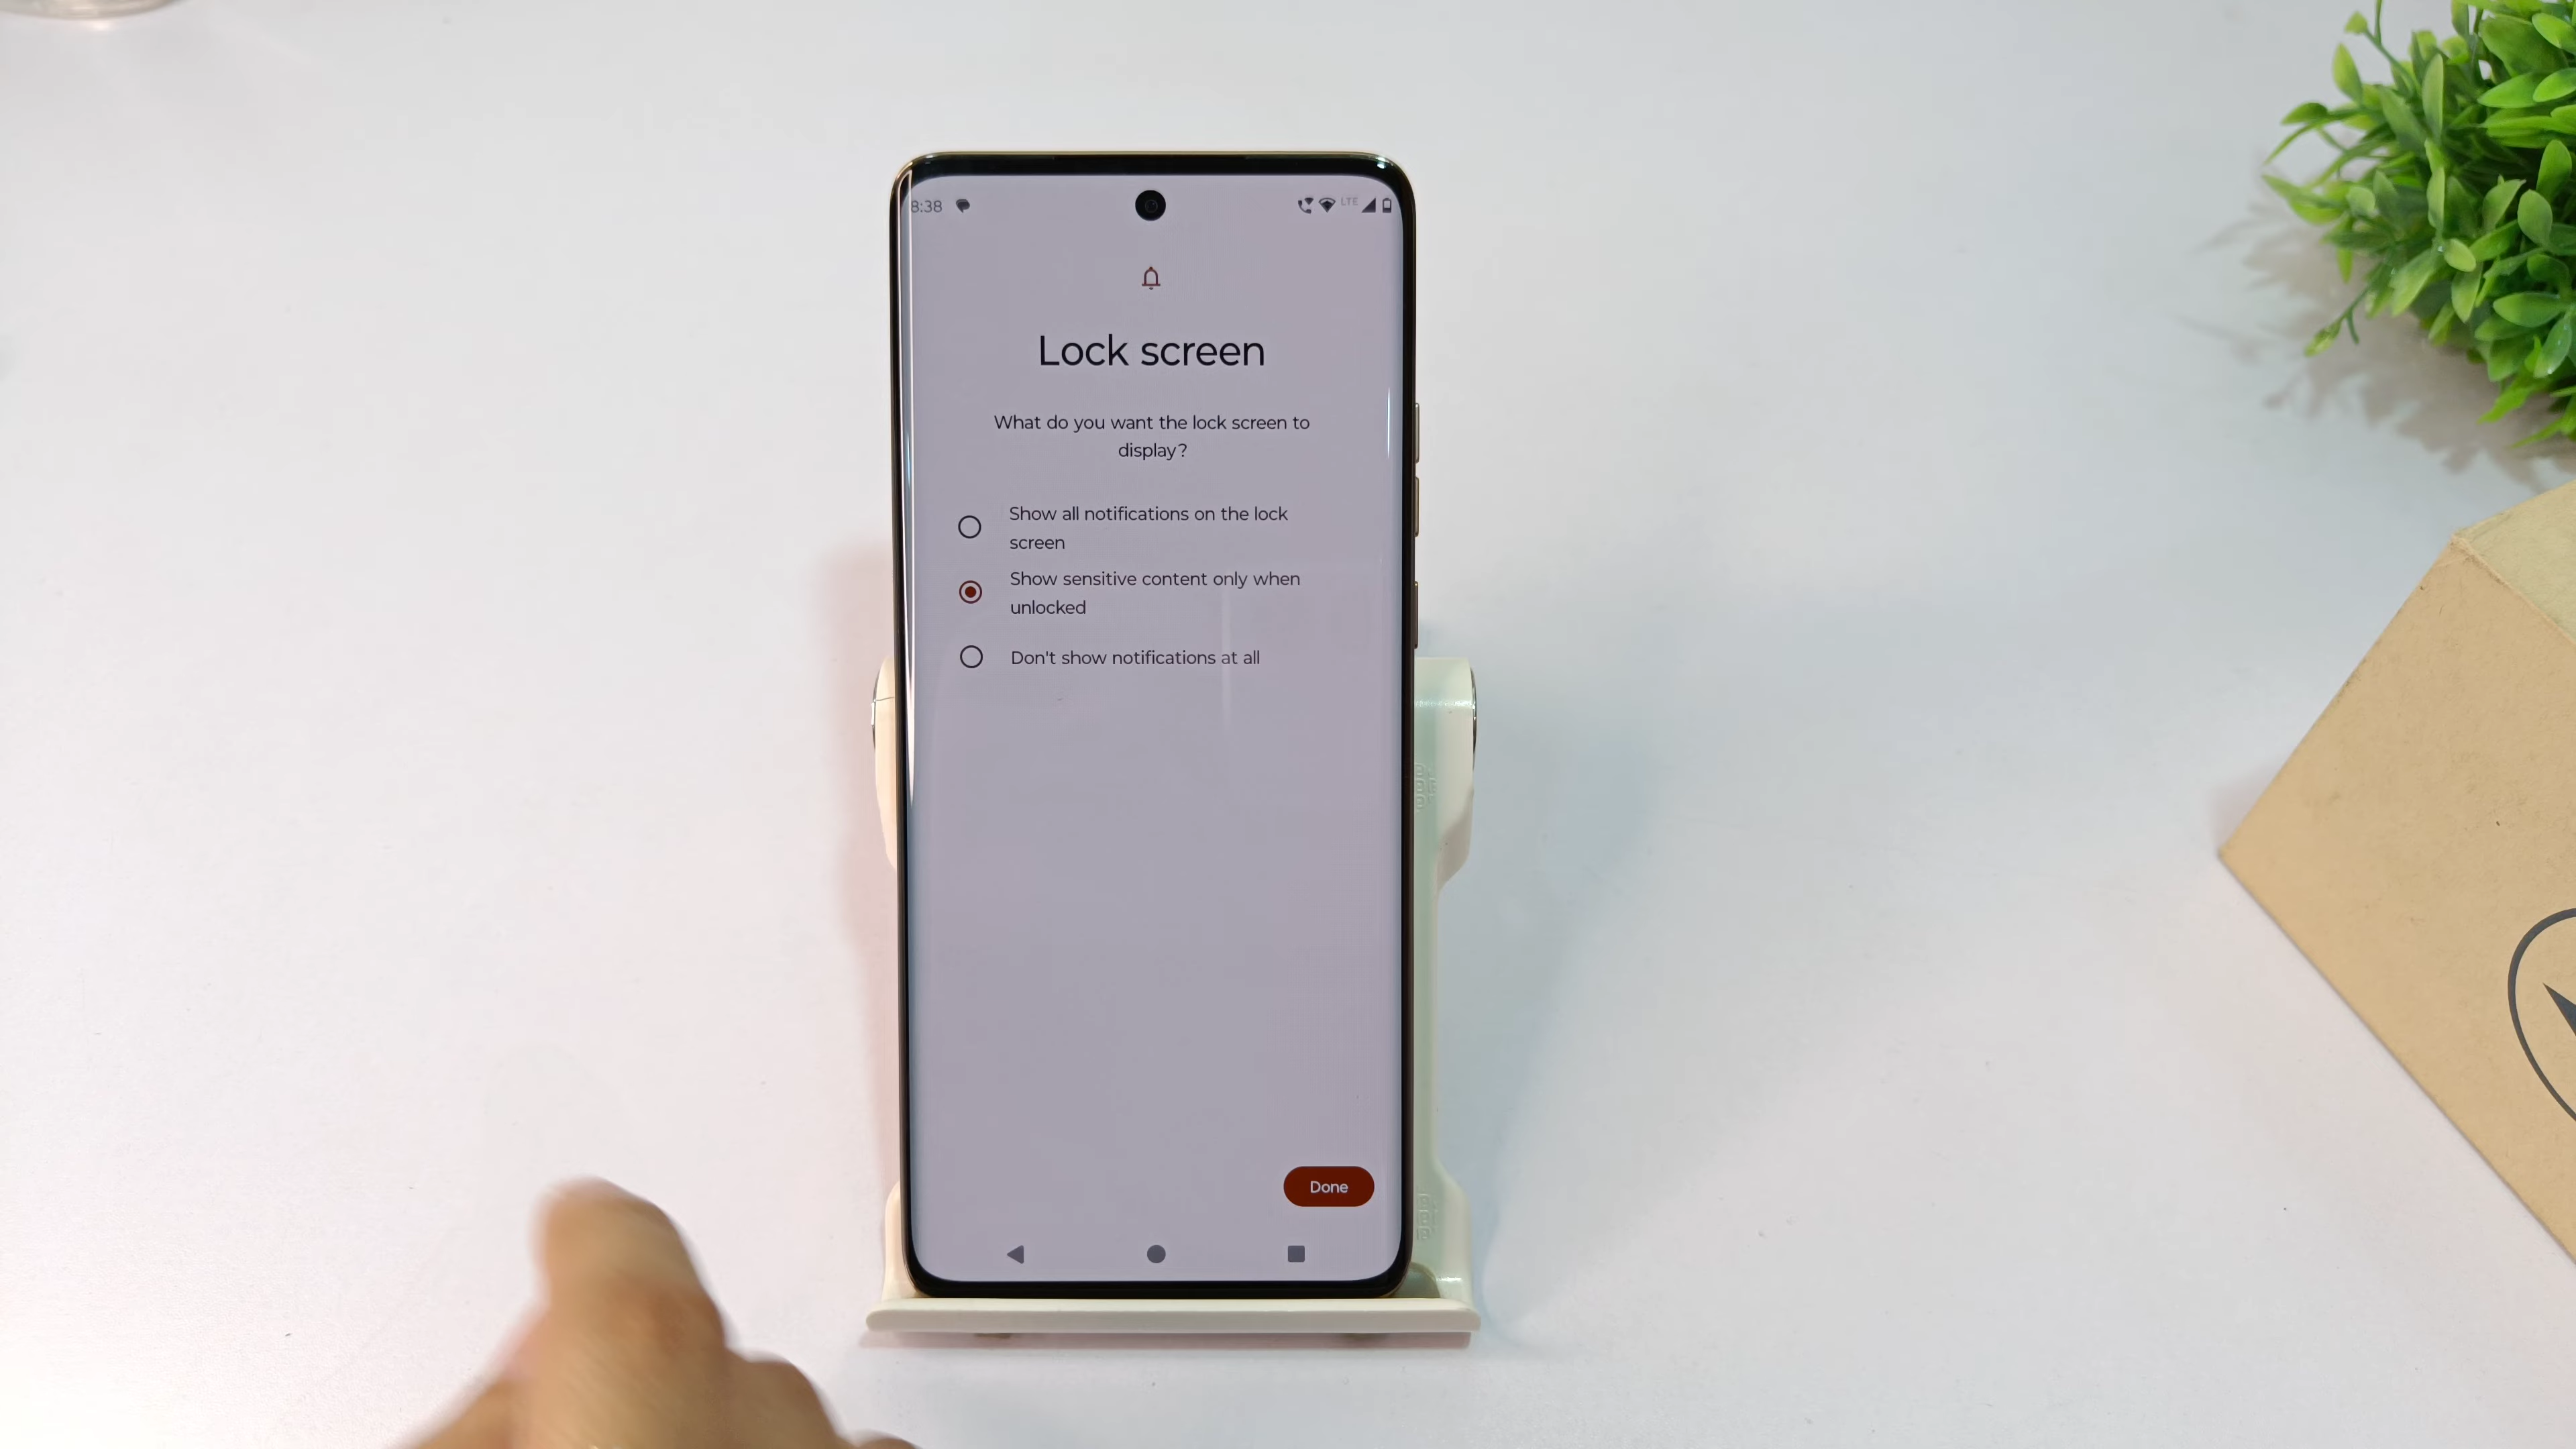 8:38
LTE
Lock screen
What do you want the lock screen to
display?
Show all notifications on the lock
screen
Show sensitive content only when
unlocked
Don't show notifications at all
Done